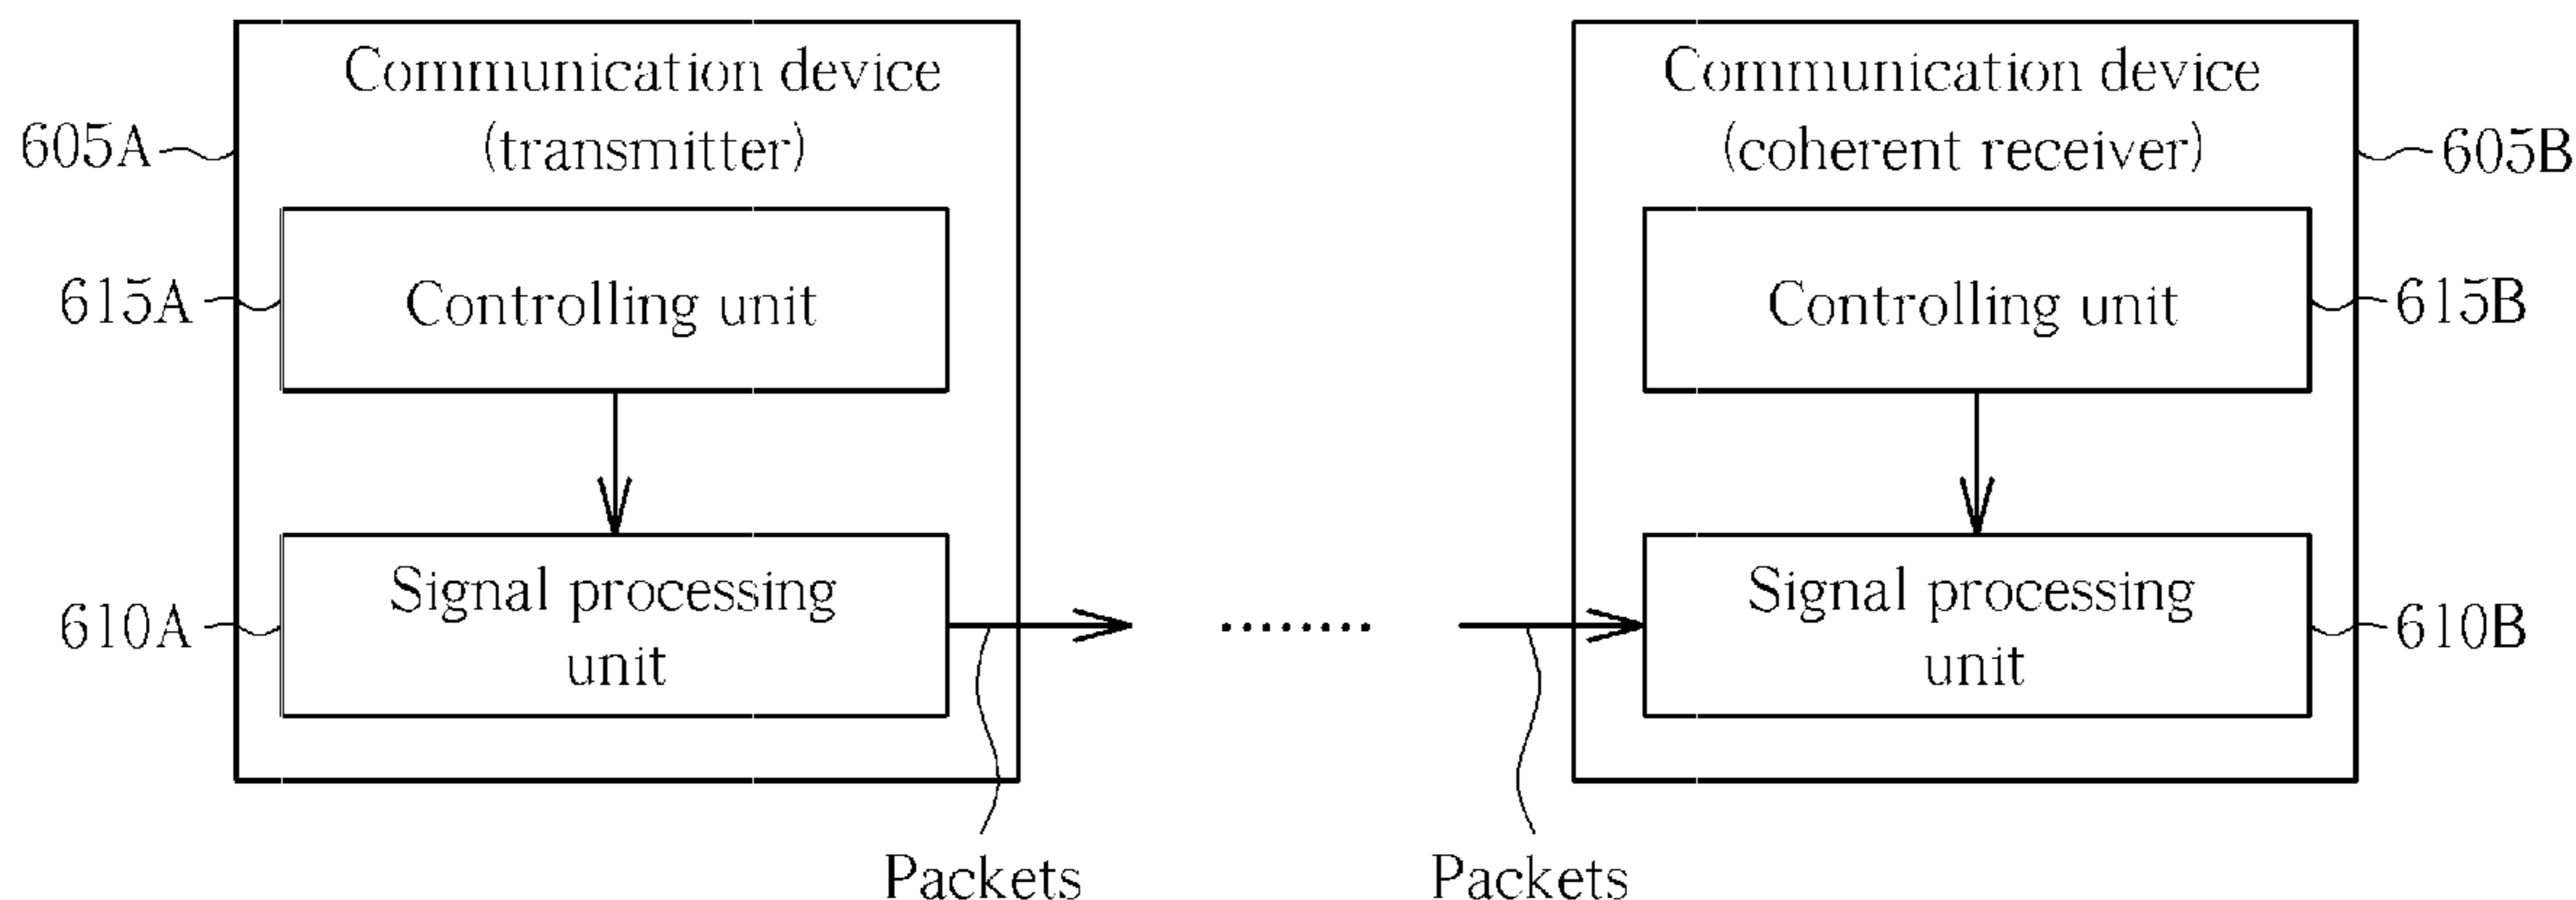 Communication device
(transmitter)
605A
615A
Controlling unit
610A
Signal processing
unit
Packets
Communication device
(coherent receiver)
605B
Controlling unit
615B
Signal processing
unit
610B
Packets